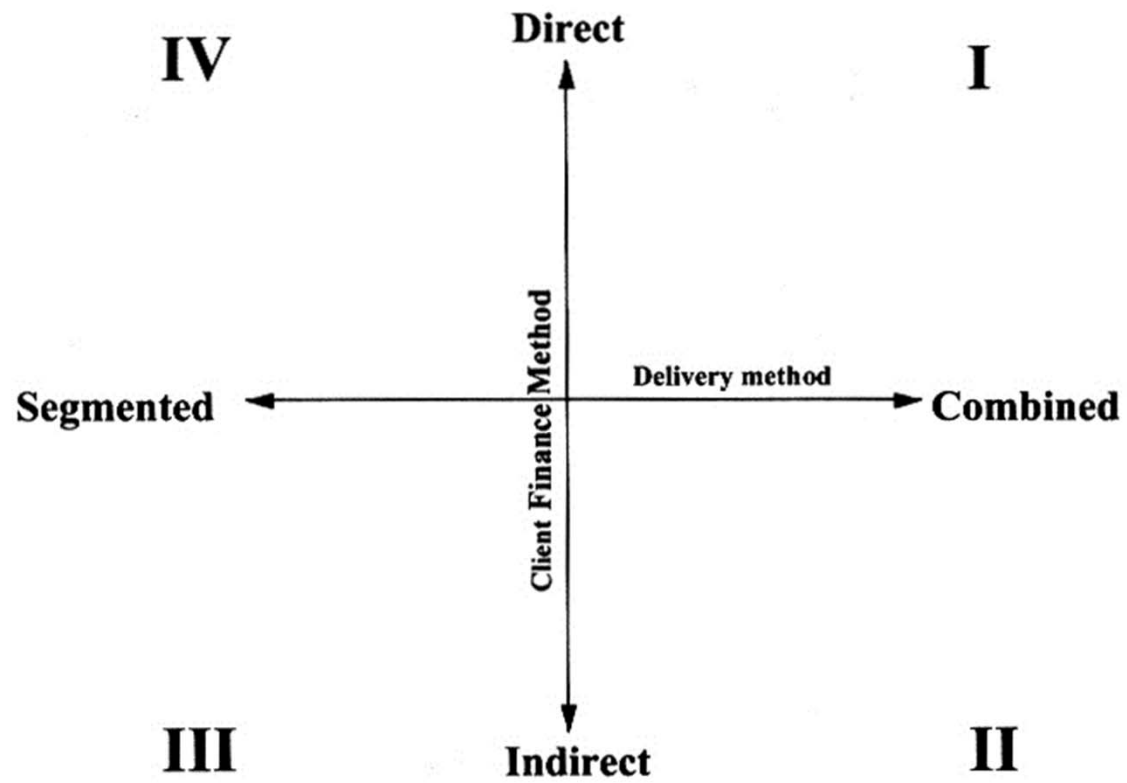 IV
Direct
I
Client Finance Method
Delivery method
Segmented
Combined
III
Indirect
II